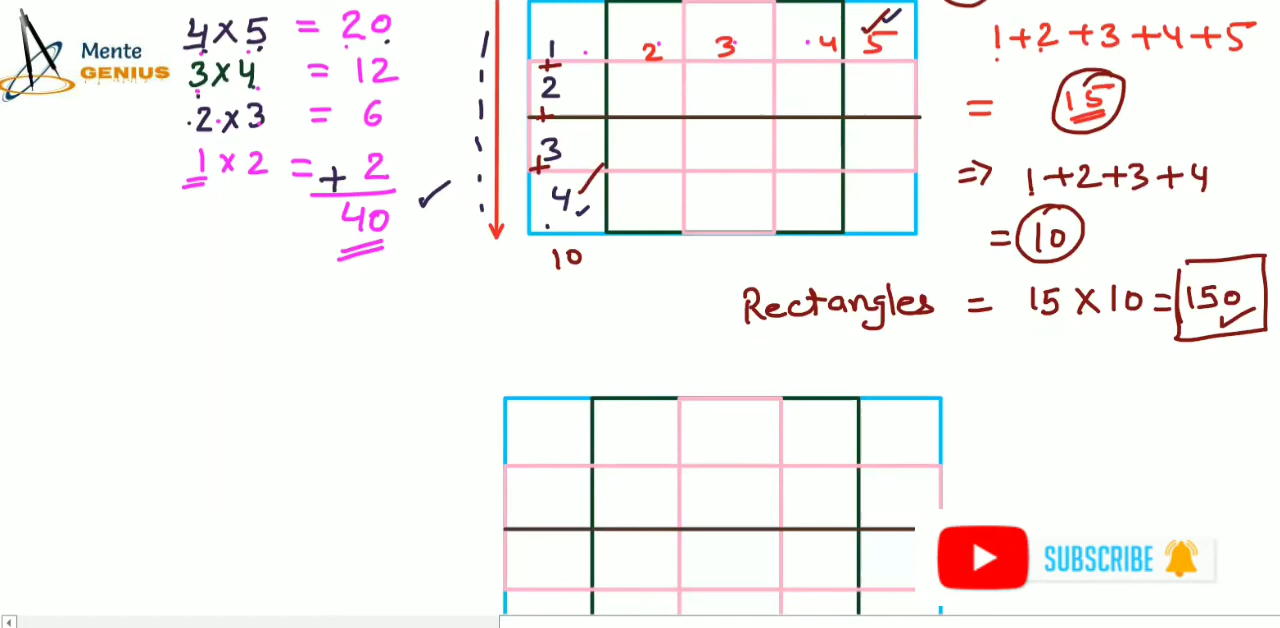 Mente
GENIUS
4 × 5 = 20
3 × 4 = 12
2 × 3 = 6
1 × 2 = + 2
40
1 2 3 4 5
+
2
+
3
+
4
10
1+2+3+4+5
= 15
=> 1+2+3+4
= 10
Rectangles = 15 × 10 = 150
SUBSCRIBE